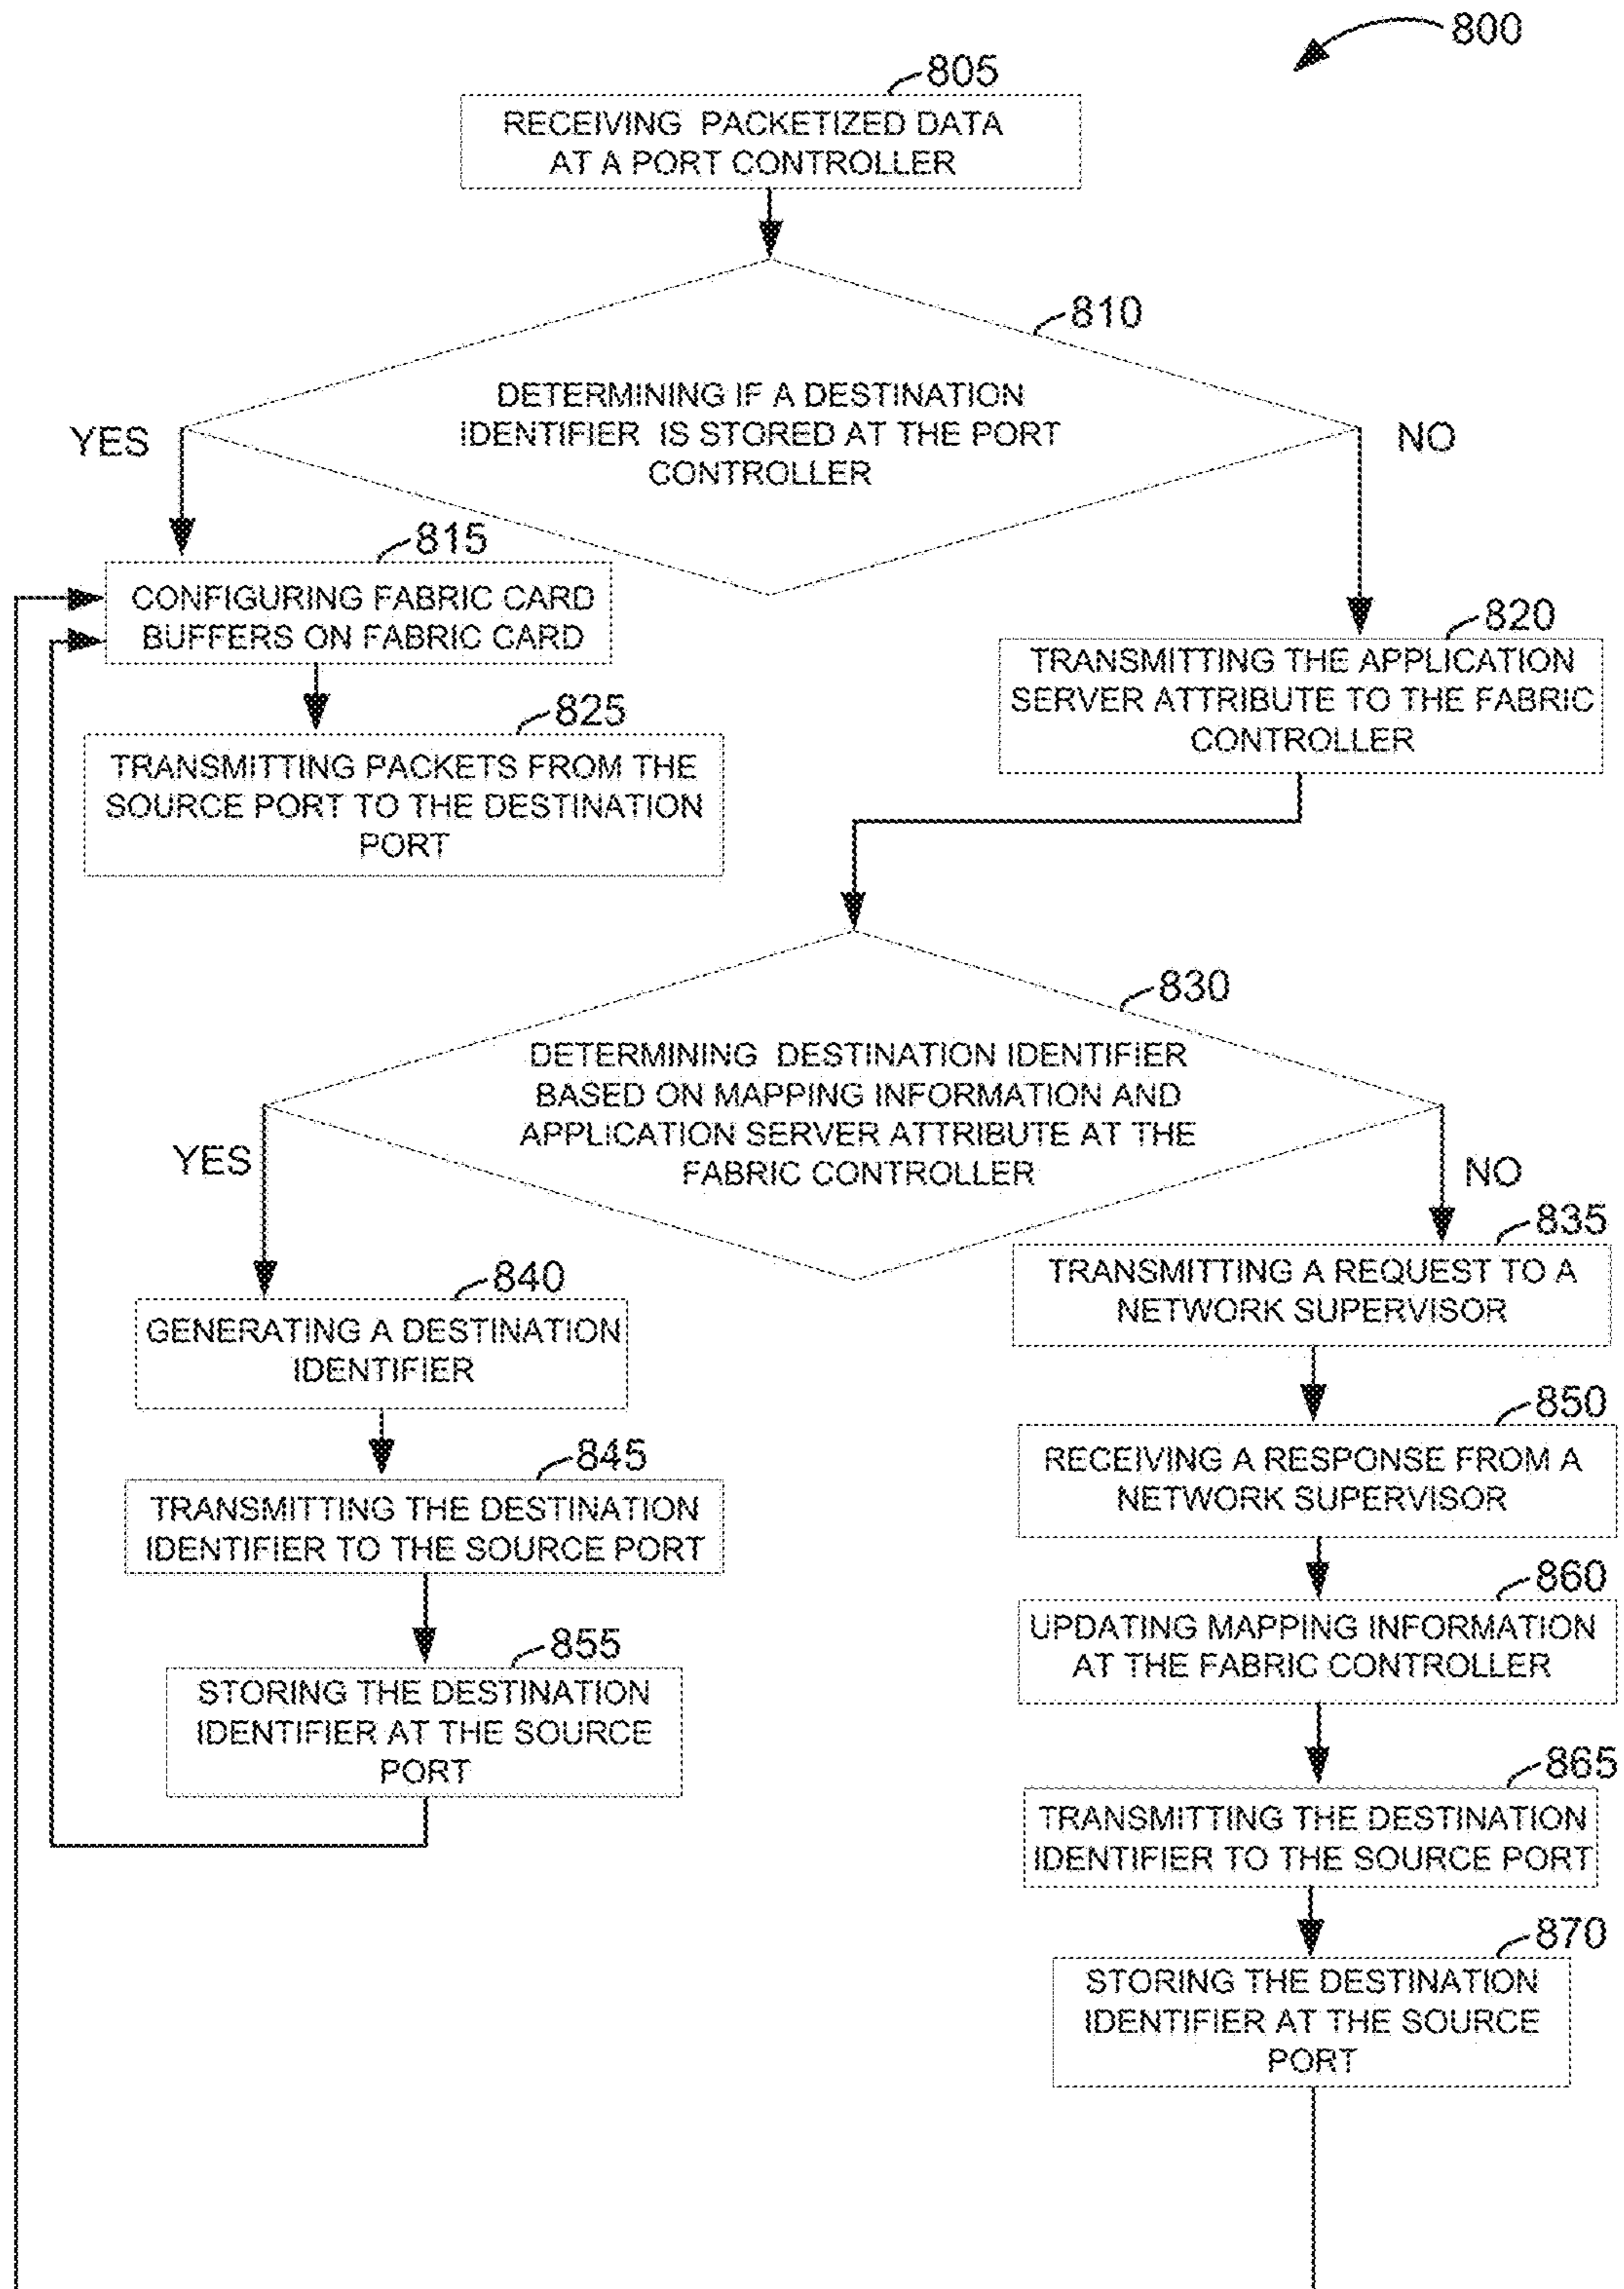 800
805
RECEIVING PACKETIZED DATA
AT A PORT CONTROLLER
810
DETERMINING IF A DESTINATION
IDENTIFIER IS STORED AT THE PORT
CONTROLLER
YES
NO
815
CONFIGURING FABRIC CARD
BUFFERS ON FABRIC CARD
820
TRANSMITTING THE APPLICATION
SERVER ATTRIBUTE TO THE FABRIC
CONTROLLER
825
TRANSMITTING PACKETS FROM THE
SOURCE PORT TO THE DESTINATION
PORT
830
DETERMINING DESTINATION IDENTIFIER
BASED ON MAPPING INFORMATION AND
APPLICATION SERVER ATTRIBUTE AT THE
FABRIC CONTROLLER
YES
NO
835
TRANSMITTING A REQUEST TO A
NETWORK SUPERVISOR
840
GENERATING A DESTINATION
IDENTIFIER
850
RECEIVING A RESPONSE FROM A
NETWORK SUPERVISOR
845
TRANSMITTING THE DESTINATION
IDENTIFIER TO THE SOURCE PORT
860
UPDATING MAPPING INFORMATION
AT THE FABRIC CONTROLLER
855
STORING THE DESTINATION
IDENTIFIER AT THE SOURCE
PORT
865
TRANSMITTING THE DESTINATION
IDENTIFIER TO THE SOURCE PORT
870
STORING THE DESTINATION
IDENTIFIER AT THE SOURCE
PORT